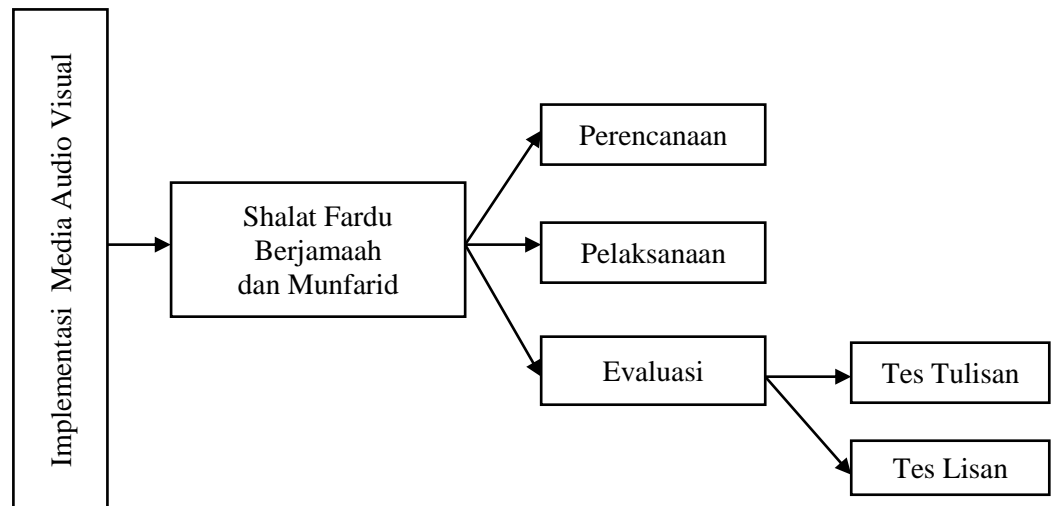 Implementasi Media Audio Visual
Shalat Fardu
Berjamaah
dan Munfarid
Perencanaan
Pelaksanaan
Evaluasi
Tes Tulisan
Tes Lisan